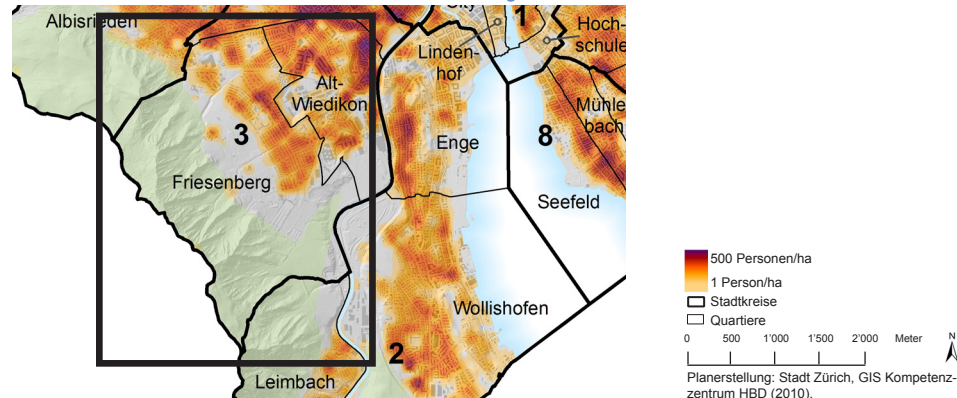 Albisrieden
City
1
Hoch-
schule
Linden-
hof
Alt-
Wiedikon
Mühle
bach
3
Enge
8
Friesenberg
Seefeld
Wollishofen
2
Leimbach
500 Personen/ha
1 Person/ha
Stadtkreise
Quartiere
0 500 1'000 1'500 2'000 Meter N
Planerstellung: Stadt Zürich, GIS Kompetenz-
zentrum HBD (2010).